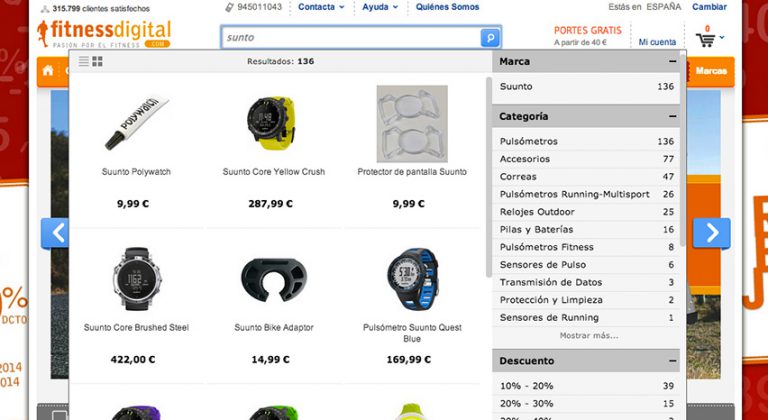 315.799 clientes satisfechos
945011043
Contacta
Ayuda
Quiénes Somos
Estás en ESPAÑA
Cambiar
fitnessdigital
PASIÓN POR EL FITNESS .COM
sunto
PORTES GRATIS
A partir de 40 €
Mi cuenta
0
Marcas
Resultados: 136
POLYWATCH
Suunto Polywatch
9,99 €
Suunto Core Yellow Crush
287,99 €
Protector de pantalla Suunto
9,99 €
Suunto Core Brushed Steel
422,00 €
Suunto Bike Adaptor
14,99 €
Pulsómetro Suunto Quest
Blue
169,99 €
Marca
Suunto 136
Categoría
Pulsómetros 136
Accesorios 77
Correas 47
Pulsómetros Running-Multisport 26
Relojes Outdoor 25
Pilas y Baterías 16
Pulsómetros Fitness 8
Sensores de Pulso 6
Transmisión de Datos 3
Protección y Limpieza 2
Sensores de Running 1
Mostrar más...
Descuento
10% - 20% 39
20% - 30% 15
%
DCTO
2014
014